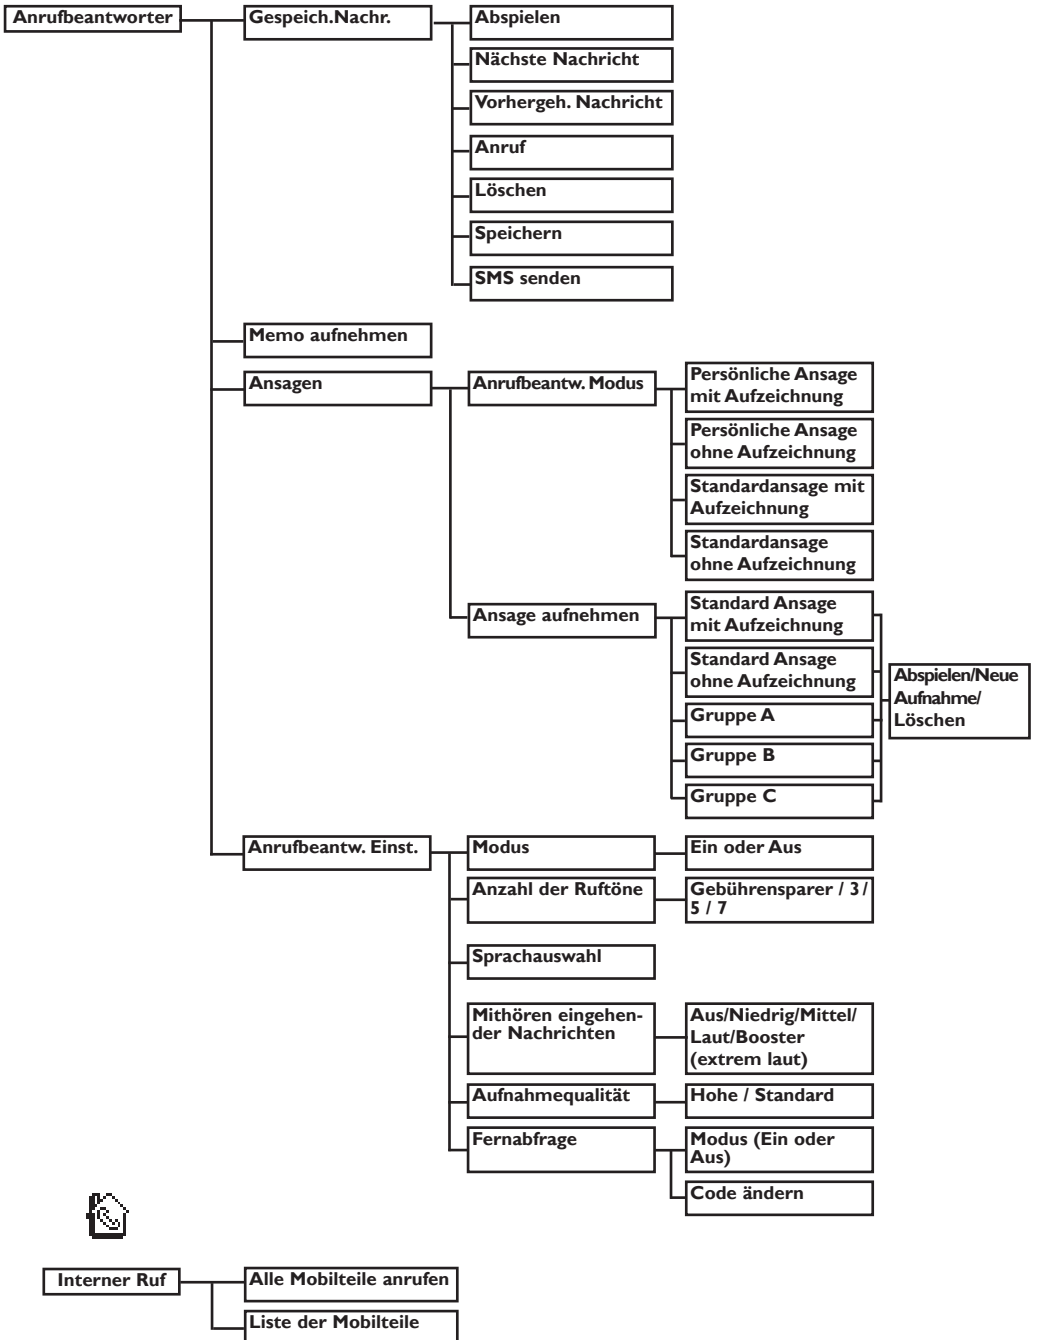 Anrufbeantworter
Gespeich.Nachr.
Abspielen
Nächste Nachricht
Vorhergeh. Nachricht
Anruf
Löschen
Speichern
SMS senden
Memo aufnehmen
Ansagen
Anrufbeantw. Modus
Persönliche Ansage
mit Aufzeichnung
Persönliche Ansage
ohne Aufzeichnung
Standardansage mit
Aufzeichnung
Standardansage
ohne Aufzeichnung
Ansage aufnehmen
Standard Ansage
mit Aufzeichnung
Standard Ansage
ohne Aufzeichnung
Gruppe A
Gruppe B
Gruppe C
Abspielen/Neue
Aufnahme/
Löschen
Anrufbeantw. Einst.
Modus
Ein oder Aus
Anzahl der Ruftöne
Gebührensparer / 3 /
5 / 7
Sprachauswahl
Mithören eingehen-
der Nachrichten
Aus/Niedrig/Mittel/
Laut/Booster
(extrem laut)
Aufnahmequalität
Hohe / Standard
Fernabfrage
Modus (Ein oder
Aus)
Code ändern
Interner Ruf
Alle Mobilteile anrufen
Liste der Mobilteile